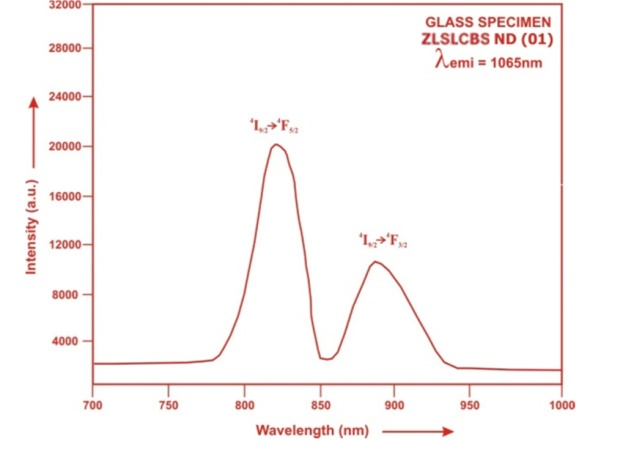 32000
GLASS SPECIMEN
ZLSLCBS ND (01)
λemi = 1065nm
28000
24000
⁴I₉/₂→⁴F₅/₂
20000
16000
⁴I₉/₂→⁴F₃/₂
12000
8000
4000
Intensity (a.u.)
700 750 800 850 900 950 1000
Wavelength (nm)